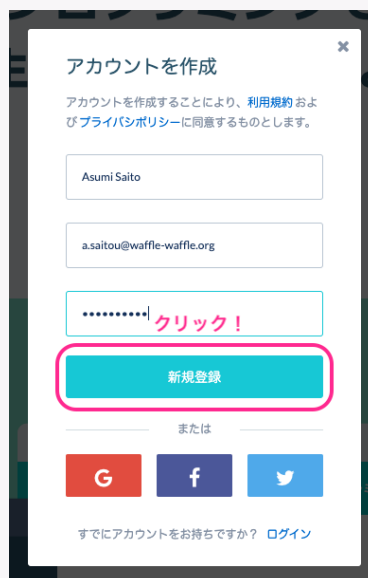 アカウントを作成
アカウントを作成することにより、利用規約 およ
び プライバシポリシーに同意するものとします。
Asumi Saito
a.saitou@waffle-waffle.org
••••••••••
クリック！
新規登録
または
すでにアカウントをお持ちですか？ ログイン